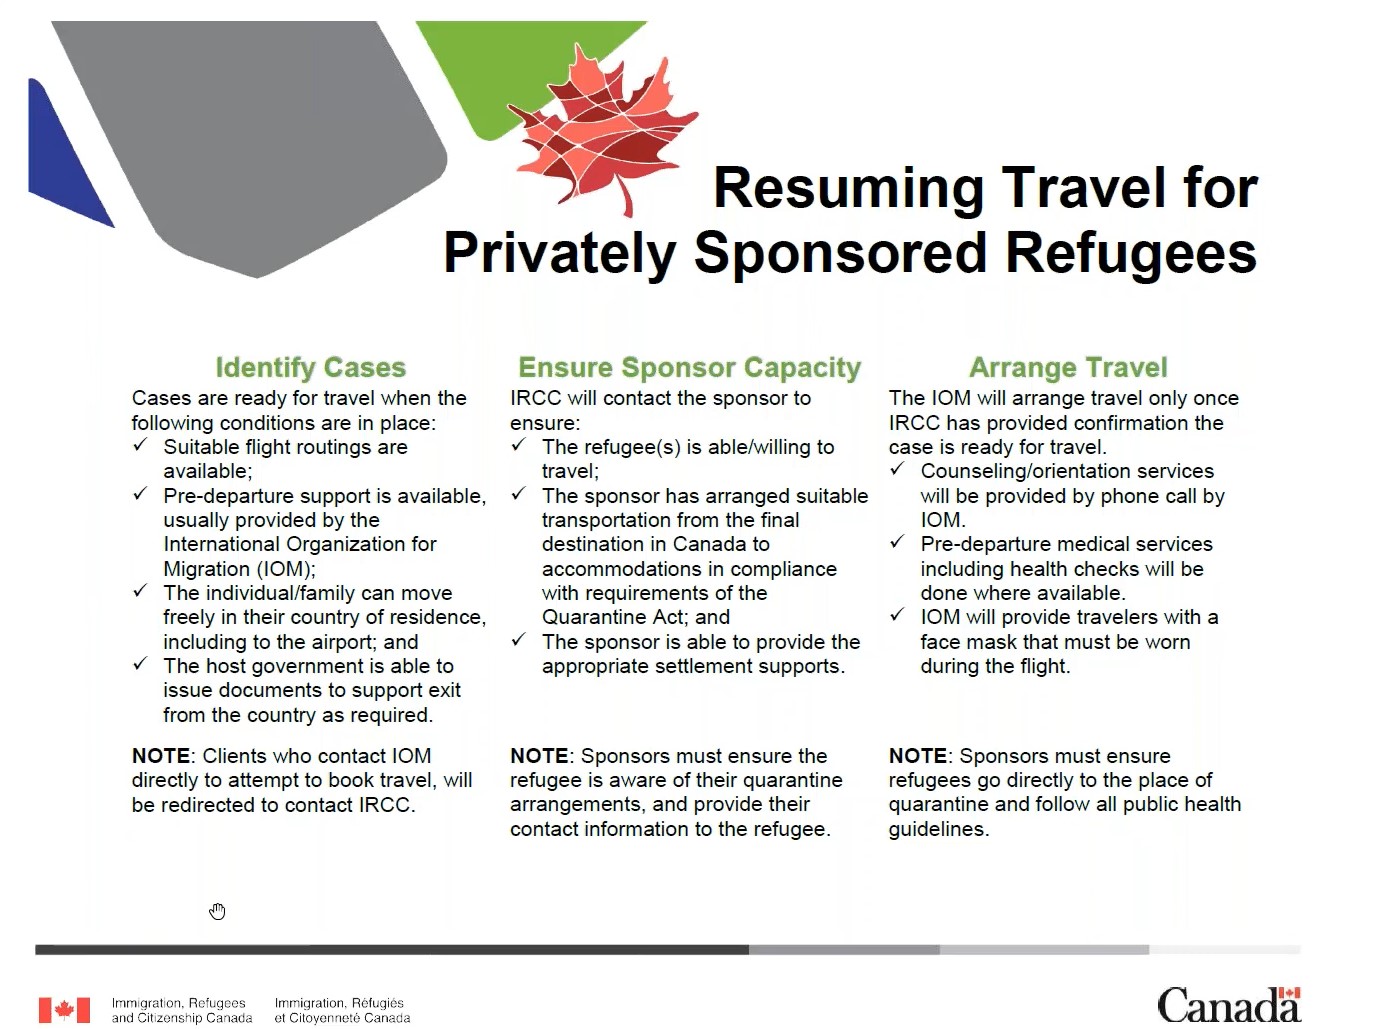 Resuming Travel for
Privately Sponsored Refugees
Identify Cases
Cases are ready for travel when the
following conditions are in place:
✓ Suitable flight routings are
available;
✓ Pre-departure support is available,
usually provided by the
International Organization for
Migration (IOM);
✓ The individual/family can move
freely in their country of residence,
including to the airport; and
✓ The host government is able to
issue documents to support exit
from the country as required.
NOTE: Clients who contact IOM
directly to attempt to book travel, will
be redirected to contact IRCC.
Ensure Sponsor Capacity
IRCC will contact the sponsor to
ensure:
✓ The refugee(s) is able/willing to
travel;
✓ The sponsor has arranged suitable
transportation from the final
destination in Canada to
accommodations in compliance
with requirements of the
Quarantine Act; and
✓ The sponsor is able to provide the
appropriate settlement supports.
NOTE: Sponsors must ensure the
refugee is aware of their quarantine
arrangements, and provide their
contact information to the refugee.
Arrange Travel
The IOM will arrange travel only once
IRCC has provided confirmation the
case is ready for travel.
✓ Counseling/orientation services
will be provided by phone call by
IOM.
✓ Pre-departure medical services
including health checks will be
done where available.
✓ IOM will provide travelers with a
face mask that must be worn
during the flight.
NOTE: Sponsors must ensure
refugees go directly to the place of
quarantine and follow all public health
guidelines.
Immigration, Refugees
and Citizenship Canada
Immigration, Réfugiés
et Citoyenneté Canada
Canada